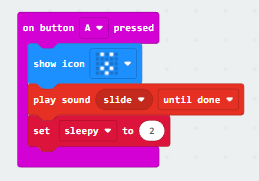 on button A pressed
show icon
play sound slide until done
set sleepy to 2